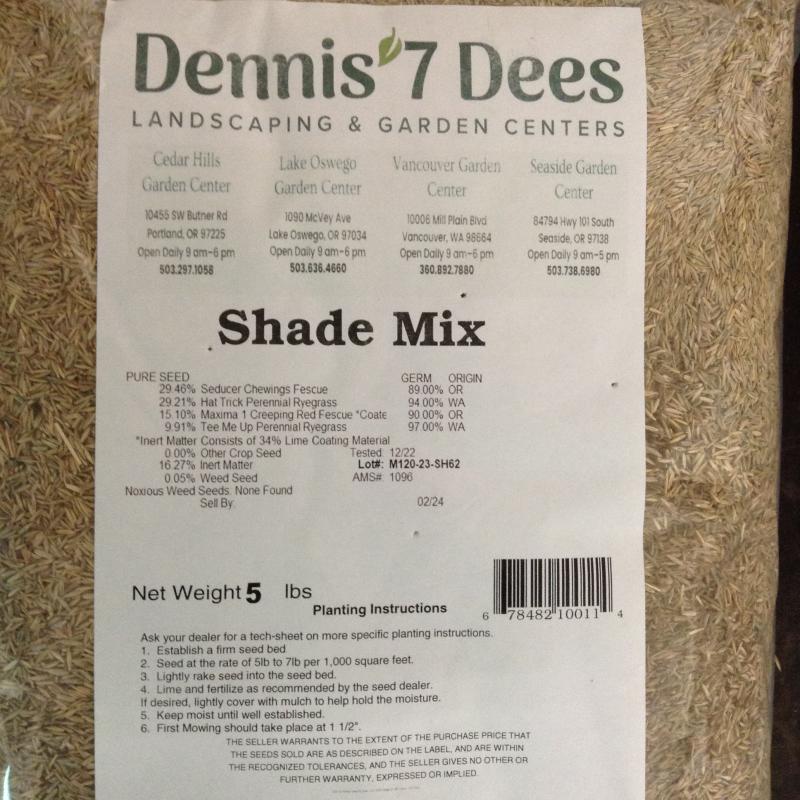 Dennis' 7 Dees
LANDSCAPING & GARDEN CENTERS
Cedar Hills
Garden Center
10455 SW Butner Rd
Portland, OR 97225
Open Daily 9 am-6 pm
503.297.1058
Lake Oswego
Garden Center
1090 McVey Ave
Lake Oswego, OR 97034
Open Daily 9 am-6 pm
503.636.4660
Vancouver Garden
Center
10006 Mill Plain Blvd
Vancouver, WA 98664
Open Daily 9 am-6 pm
360.892.7880
Seaside Garden
Center
84794 Hwy 101 South
Seaside, OR 97138
Open Daily 9 am-5 pm
503.738.6980
Shade Mix
PURE SEED GERM ORIGIN
29.46% Seducer Chewings Fescue 89.00% OR
29.21% Hat Trick Perennial Ryegrass 94.00% WA
15.10% Maxima 1 Creeping Red Fescue *Coate 90.00% OR
9.91% Tee Me Up Perennial Ryegrass 97.00% WA
*Inert Matter Consists of 34% Lime Coating Material
0.00% Other Crop Seed Tested: 12/22
16.27% Inert Matter Lot#: M120-23-SH62
0.05% Weed Seed AMS# 1096
Noxious Weed Seeds: None Found
Sell By: 02/24
Net Weight 5 lbs
6 78482 10011 4
Planting Instructions
Ask your dealer for a tech-sheet on more specific planting instructions.
1. Establish a firm seed bed
2. Seed at the rate of 5lb to 7lb per 1,000 square feet.
3. Lightly rake seed into the seed bed.
4. Lime and fertilize as recommended by the seed dealer.
If desired, lightly cover with mulch to help hold the moisture.
5. Keep moist until well established.
6. First Mowing should take place at 1 1/2".
THE SELLER WARRANTS TO THE EXTENT OF THE PURCHASE PRICE THAT
THE SEEDS SOLD ARE AS DESCRIBED ON THE LABEL, AND ARE WITHIN
THE RECOGNIZED TOLERANCES, AND THE SELLER GIVES NO OTHER OR
FURTHER WARRANTY, EXPRESSED OR IMPLIED.